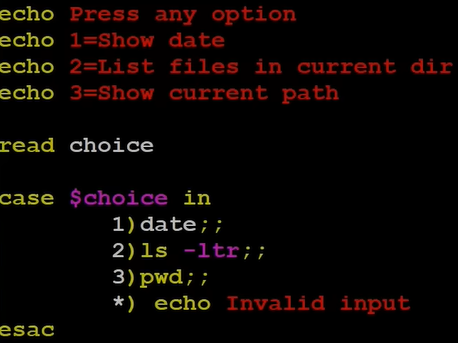 echo Press any option
echo 1=Show date
echo 2=List files in current dir
echo 3=Show current path
read choice
case $choice in
1)date;;
2)ls -ltr;;
3)pwd;;
*) echo Invalid input
esac